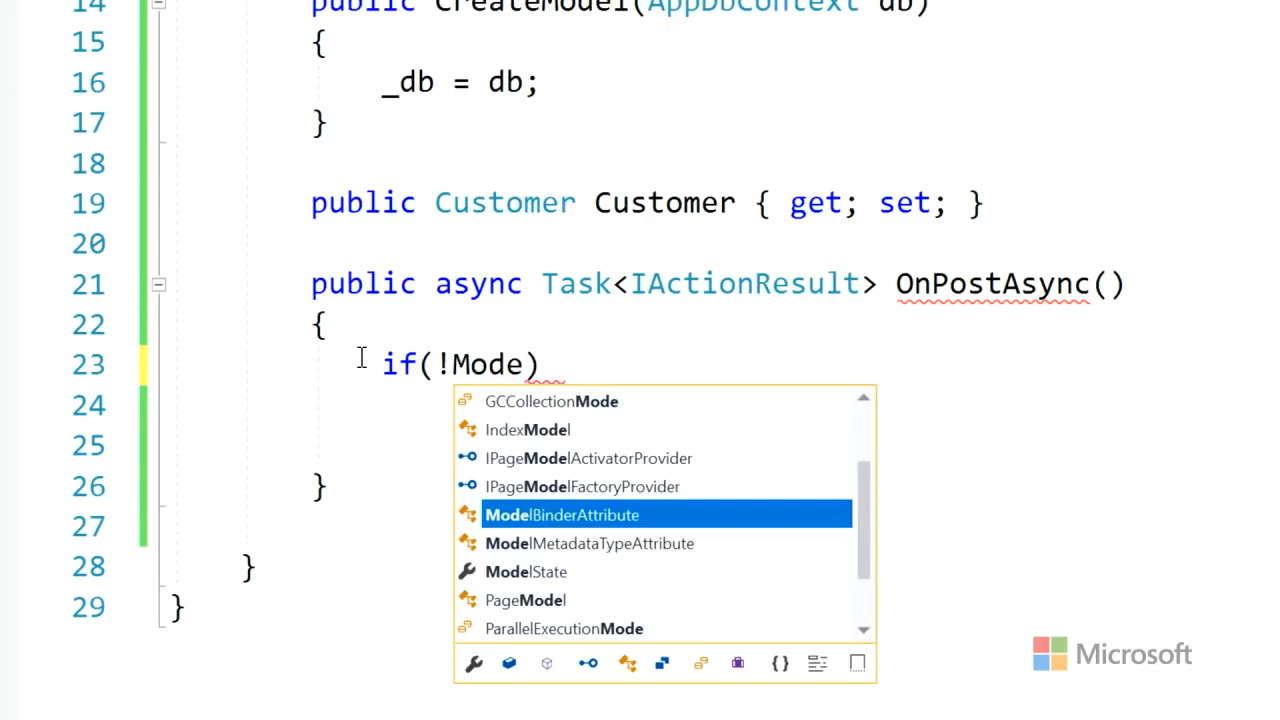 14 public CreateModel(AppDbContext db)
15 {
16 _db = db;
17 }
18
19 public Customer Customer { get; set; }
20
21 public async Task<IActionResult> OnPostAsync()
22 {
23 if(!Mode)
24
25
26 }
27
28 }
29 }
GCCollectionMode
IndexModel
IPageModelActivatorProvider
IPageModelFactoryProvider
ModelBinderAttribute
ModelMetadataTypeAttribute
ModelState
PageModel
ParallelExecutionMode
Microsoft